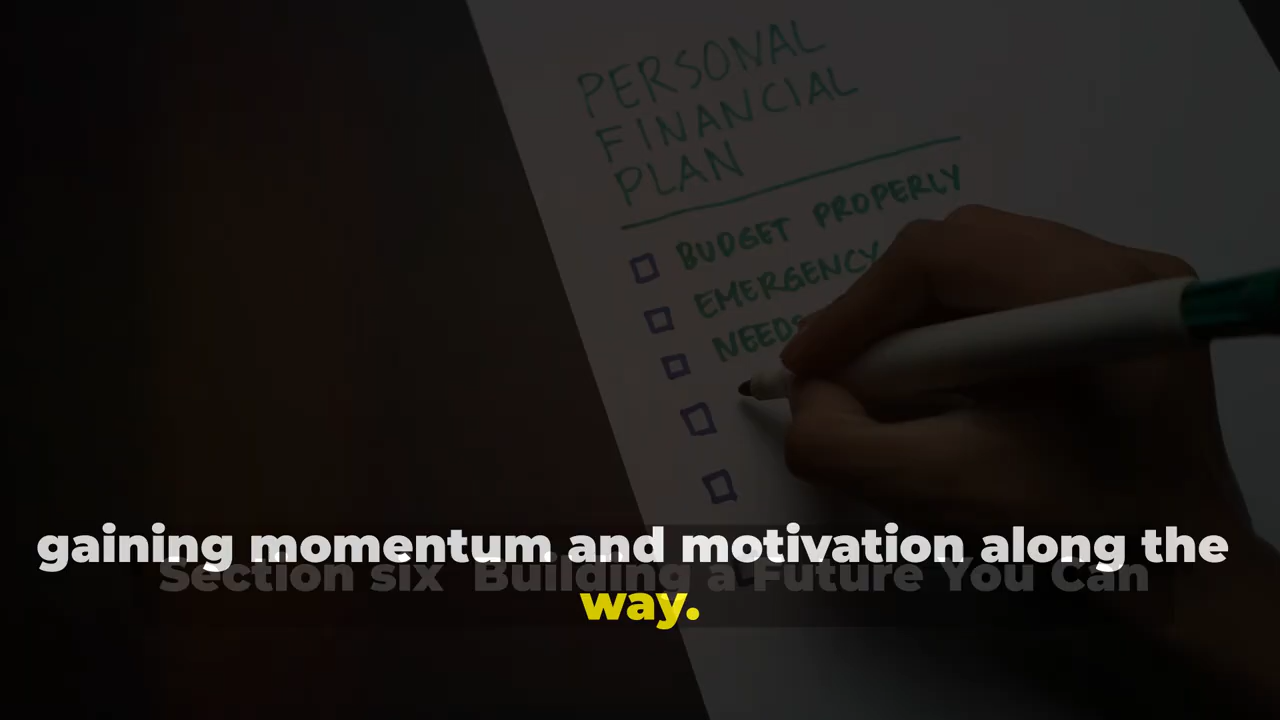 PERSONAL
FINANCIAL
PLAN
BUDGET PROPERLY
EMERGENCY
NEEDS
gaining momentum and motivation along the
Section six Building a Future You Can
way.